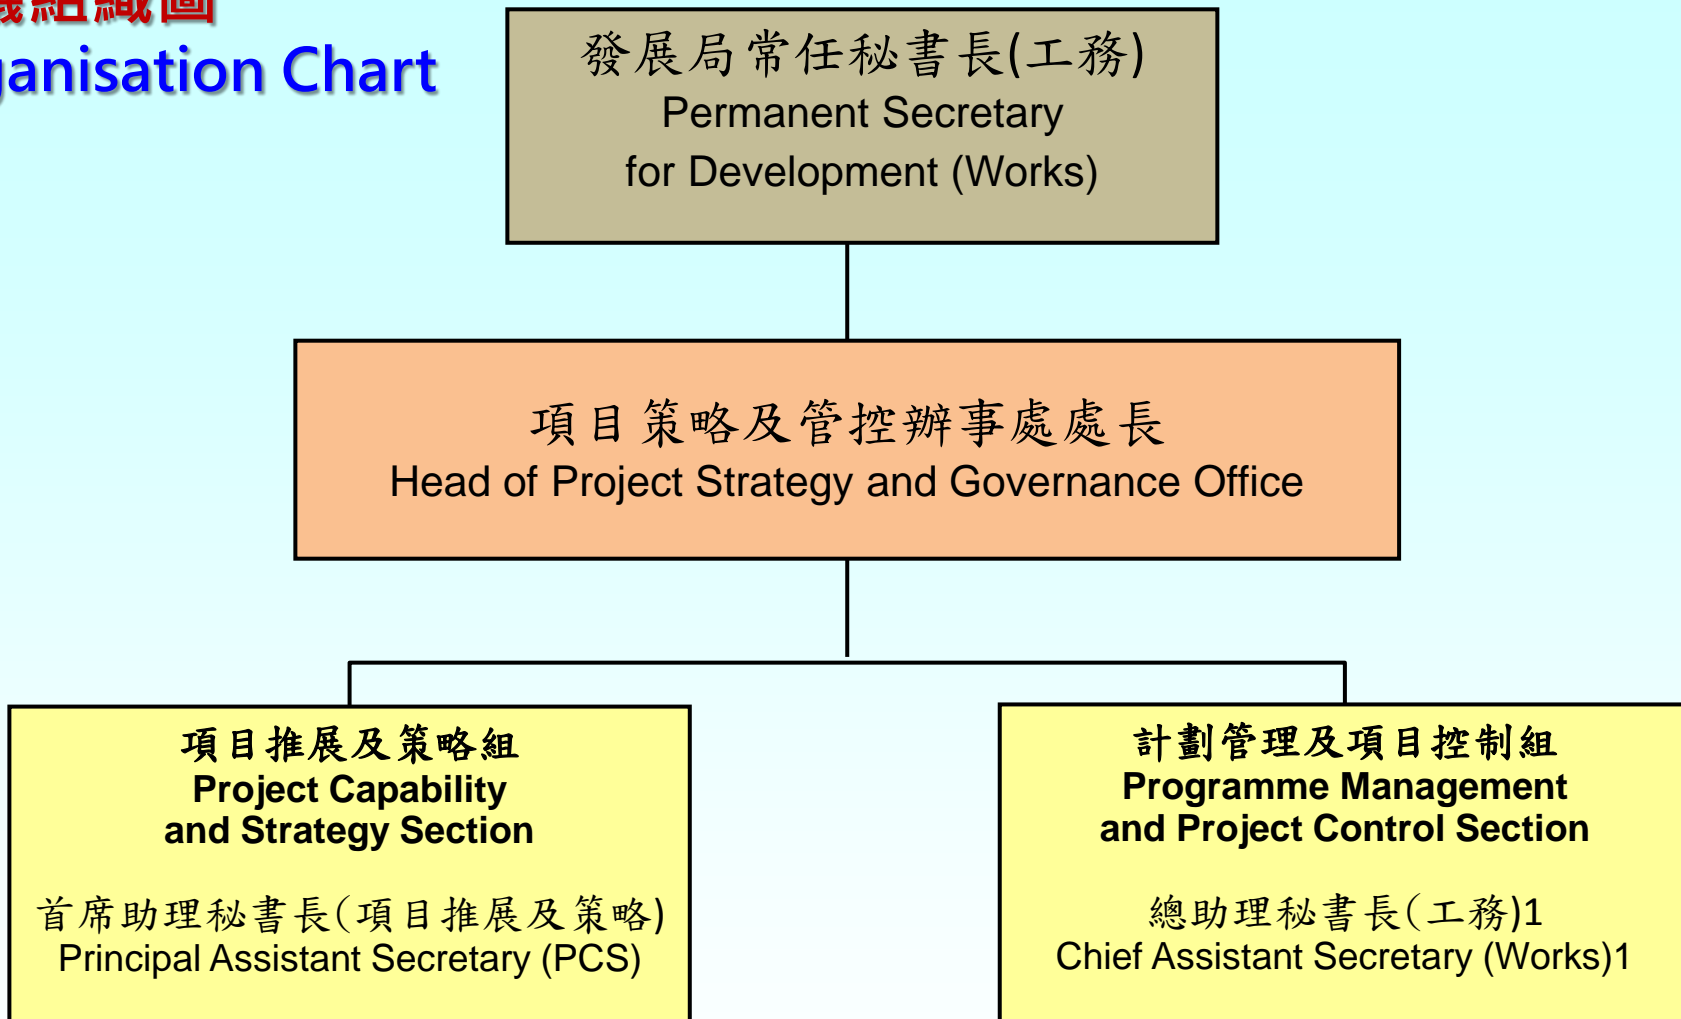 組織圖
ganisation Chart
發展局常任秘書長(工務)
Permanent Secretary
for Development (Works)
項目策略及管控辦事處處長
Head of Project Strategy and Governance Office
項目推展及策略組
Project Capability
and Strategy Section
首席助理秘書長(項目推展及策略)
Principal Assistant Secretary (PCS)
計劃管理及項目控制組
Programme Management
and Project Control Section
總助理秘書長(工務)1
Chief Assistant Secretary (Works)1